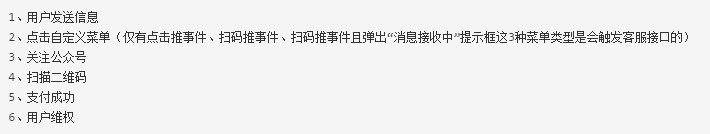 1、用户发送信息
2、点击自定义菜单（仅有点击推事件、扫码推事件、扫码推事件且弹出“消息接收中”提示框这3种菜单类型是会触发客服接口的）
3、关注公众号
4、扫描二维码
5、支付成功
6、用户维权